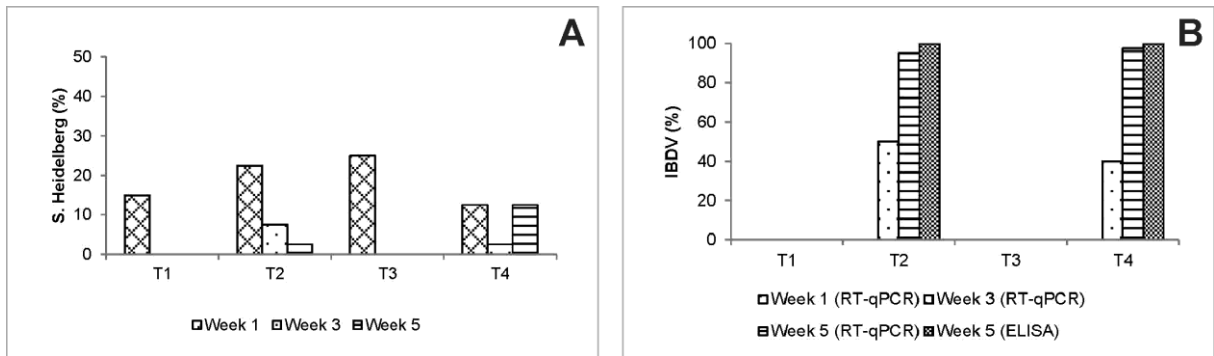 A
S. Heidelberg (%)
50
40
30
20
10
0
T1 T2 T3 T4
Week 1 Week 3 Week 5
B
IBDV (%)
100
80
60
40
20
0
T1 T2 T3 T4
Week 1 (RT-qPCR) Week 3 (RT-qPCR)
Week 5 (RT-qPCR) Week 5 (ELISA)